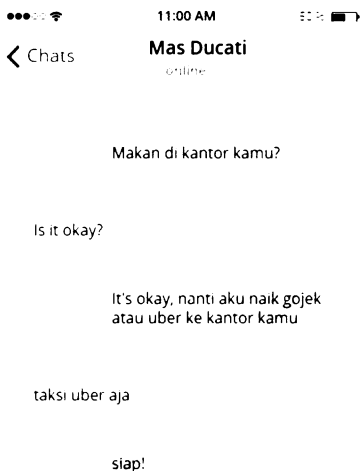 11:00 AM
Chats
Mas Ducati
online
Makan di kantor kamu?
Is it okay?
It's okay, nanti aku naik gojek
atau uber ke kantor kamu
taksi uber aja
siap!